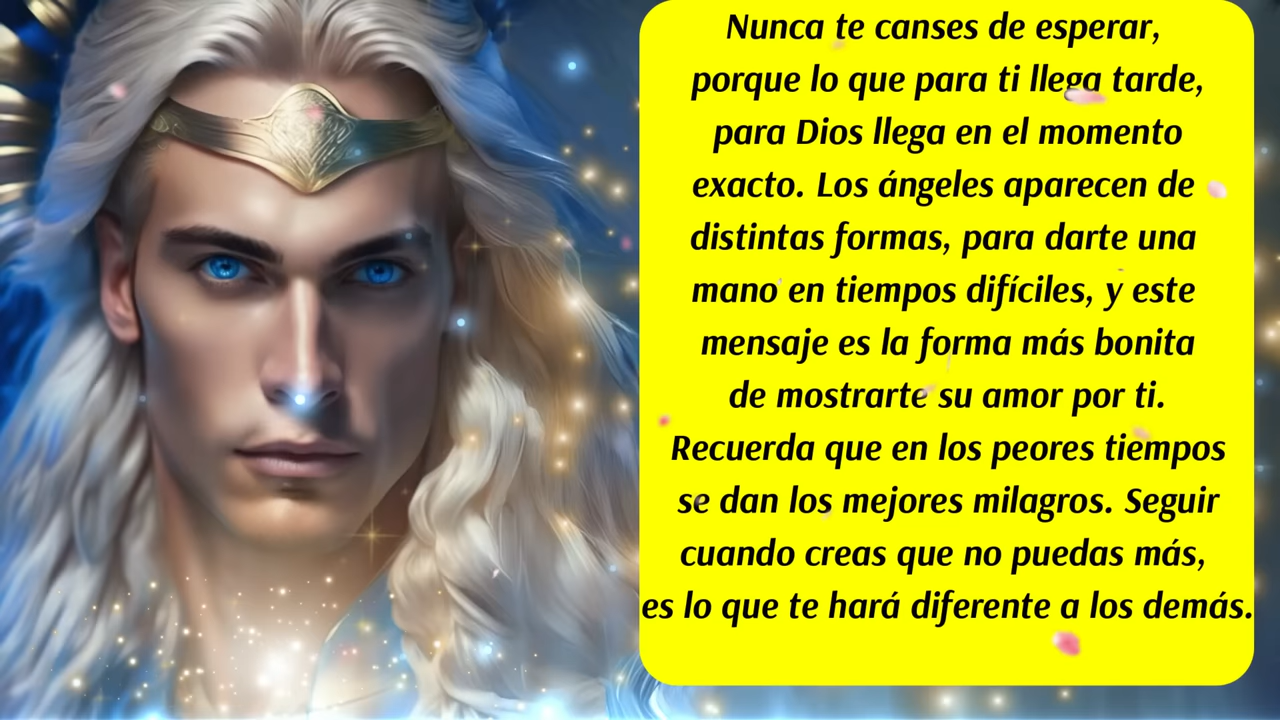 Nunca te canses de esperar,
porque lo que para ti llega tarde,
para Dios llega en el momento
exacto. Los ángeles aparecen de
distintas formas, para darte una
mano en tiempos difíciles, y este
mensaje es la forma más bonita
de mostrarte su amor por ti.
Recuerda que en los peores tiempos
se dan los mejores milagros. Seguir
cuando creas que no puedas más,
es lo que te hará diferente a los demás.